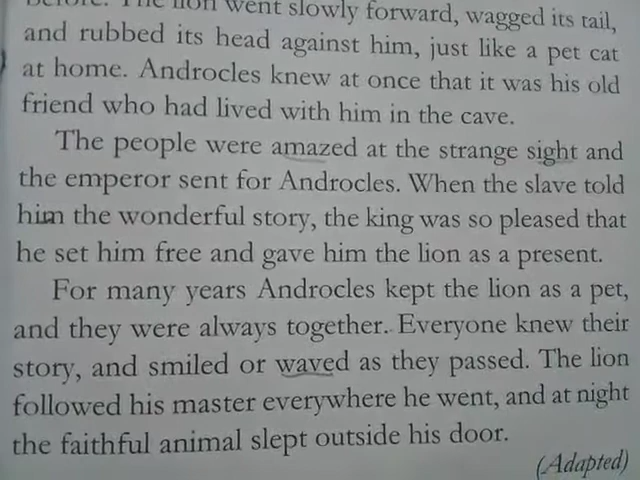 before. The lion went slowly forward, wagged its tail,
and rubbed its head against him, just like a pet cat
at home. Androcles knew at once that it was his old
friend who had lived with him in the cave.
The people were amazed at the strange sight and
the emperor sent for Androcles. When the slave told
him the wonderful story, the king was so pleased that
he set him free and gave him the lion as a present.
For many years Androcles kept the lion as a pet,
and they were always together. Everyone knew their
story, and smiled or waved as they passed. The lion
followed his master everywhere he went, and at night
the faithful animal slept outside his door.
(Adapted)